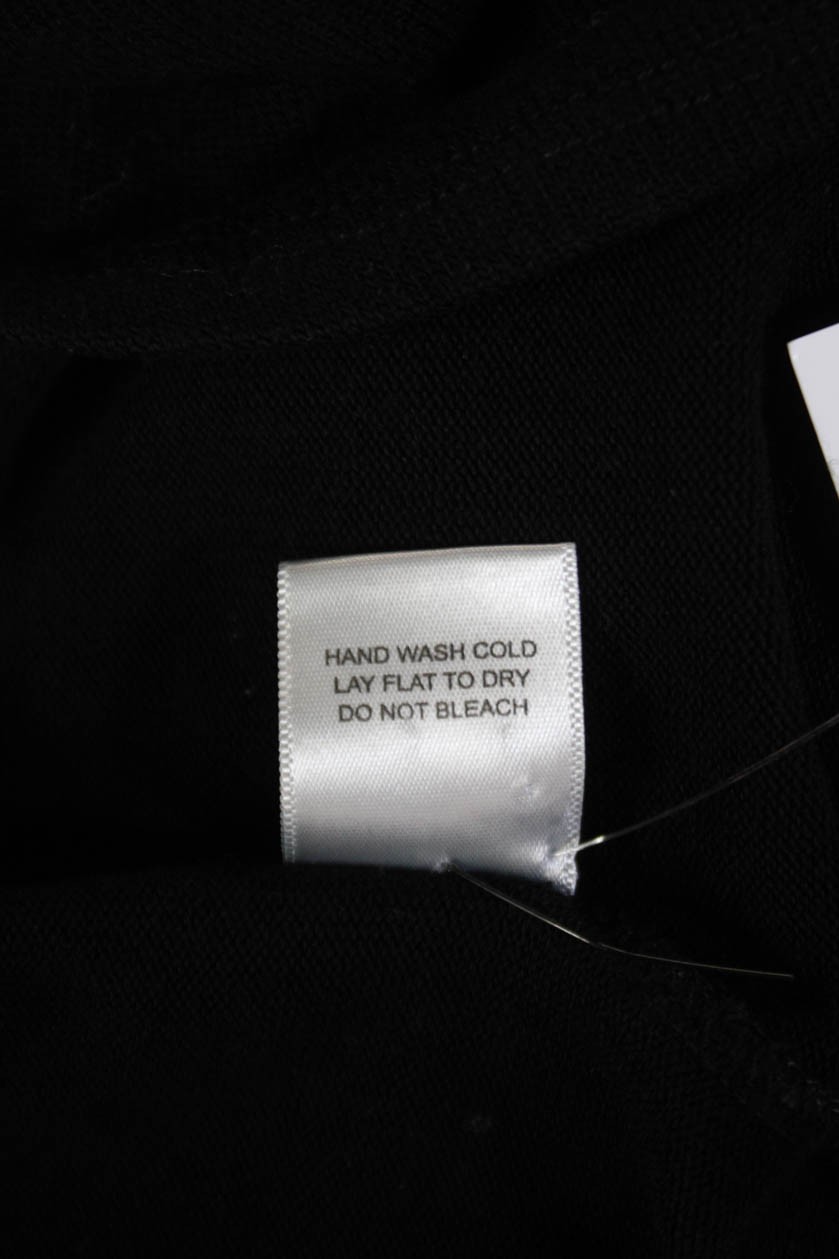 HAND WASH COLD
LAY FLAT TO DRY
DO NOT BLEACH